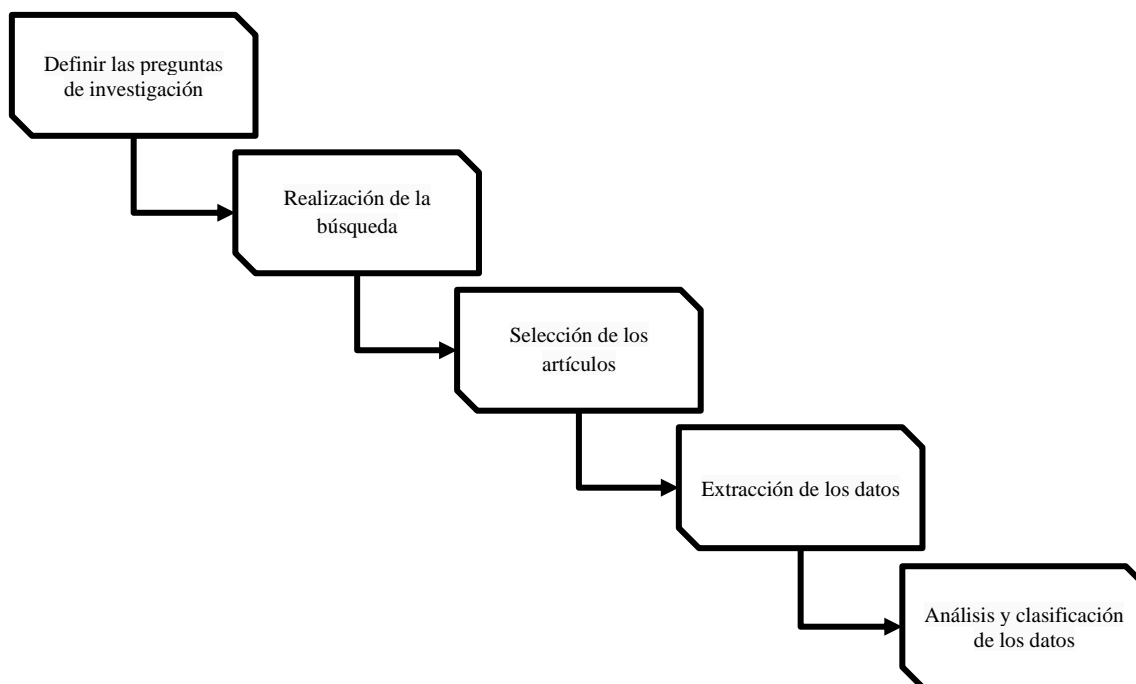 Definir las preguntas
de investigación
Realización de la
búsqueda
Selección de los
artículos
Extracción de los datos
Análisis y clasificación
de los datos